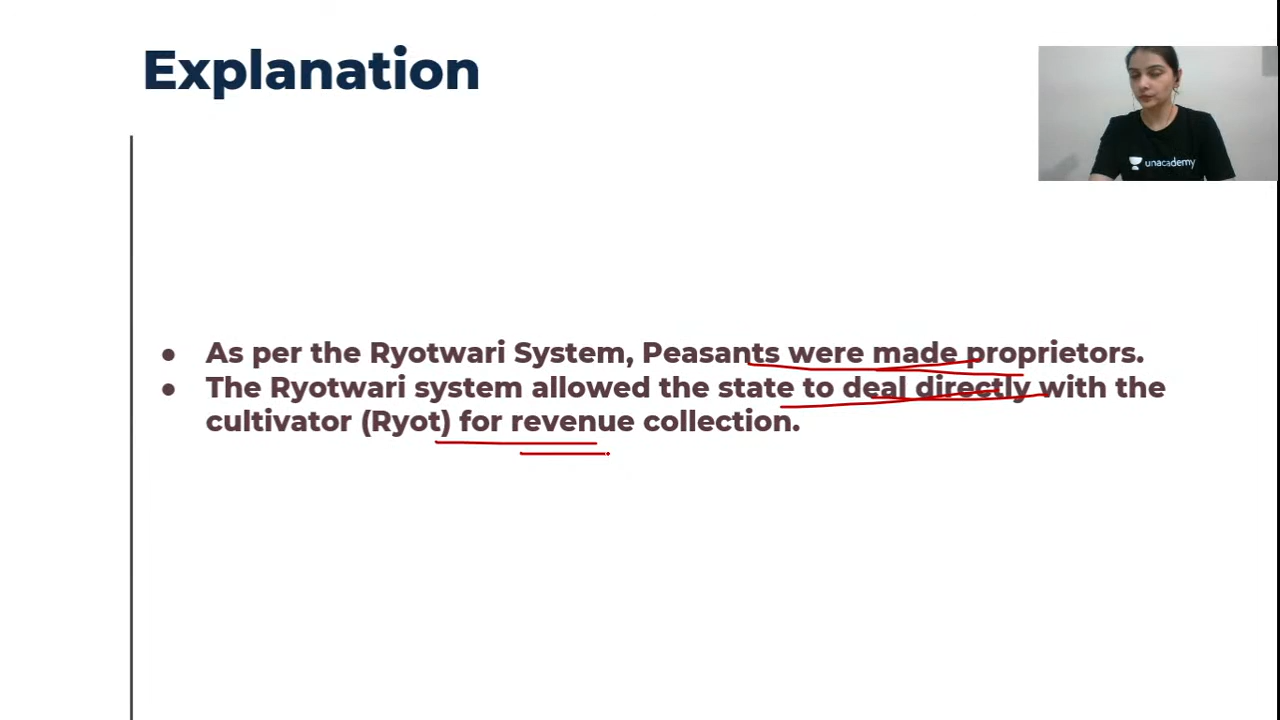 Explanation
unacademy
● As per the Ryotwari System, Peasants were made proprietors.
● The Ryotwari system allowed the state to deal directly with the
cultivator (Ryot) for revenue collection.